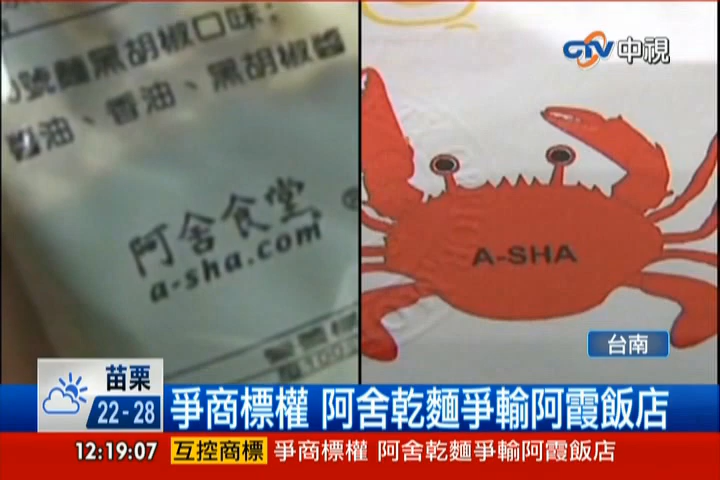 號麵黑胡椒口味:
醬油、香油、黑胡椒醬
阿舍食堂
a-sha.com
CTV中視
A-SHA
台南
苗栗
22-28
爭商標權 阿舍乾麵爭輸阿霞飯店
12:19:07
互控商標
爭商標權 阿舍乾麵爭輸阿霞飯店